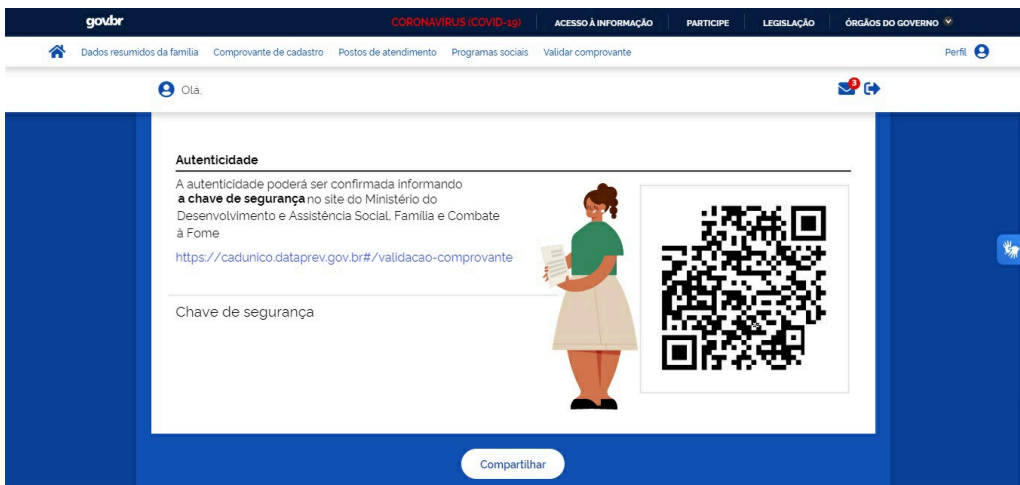 gov.br CORONAVÍRUS (COVID-19) ACESSO À INFORMAÇÃO PARTICIPE LEGISLAÇÃO ÓRGÃOS DO GOVERNO
Dados resumidos da família Comprovante de cadastro Postos de atendimento Programas sociais Validar comprovante Perfil
Olá, 3
Autenticidade
A autenticidade poderá ser confirmada informando
a chave de segurança no site do Ministério do
Desenvolvimento e Assistência Social, Família e Combate
à Fome
https://cadunico.dataprev.gov.br#/validacao-comprovante
Chave de segurança
Compartilhar